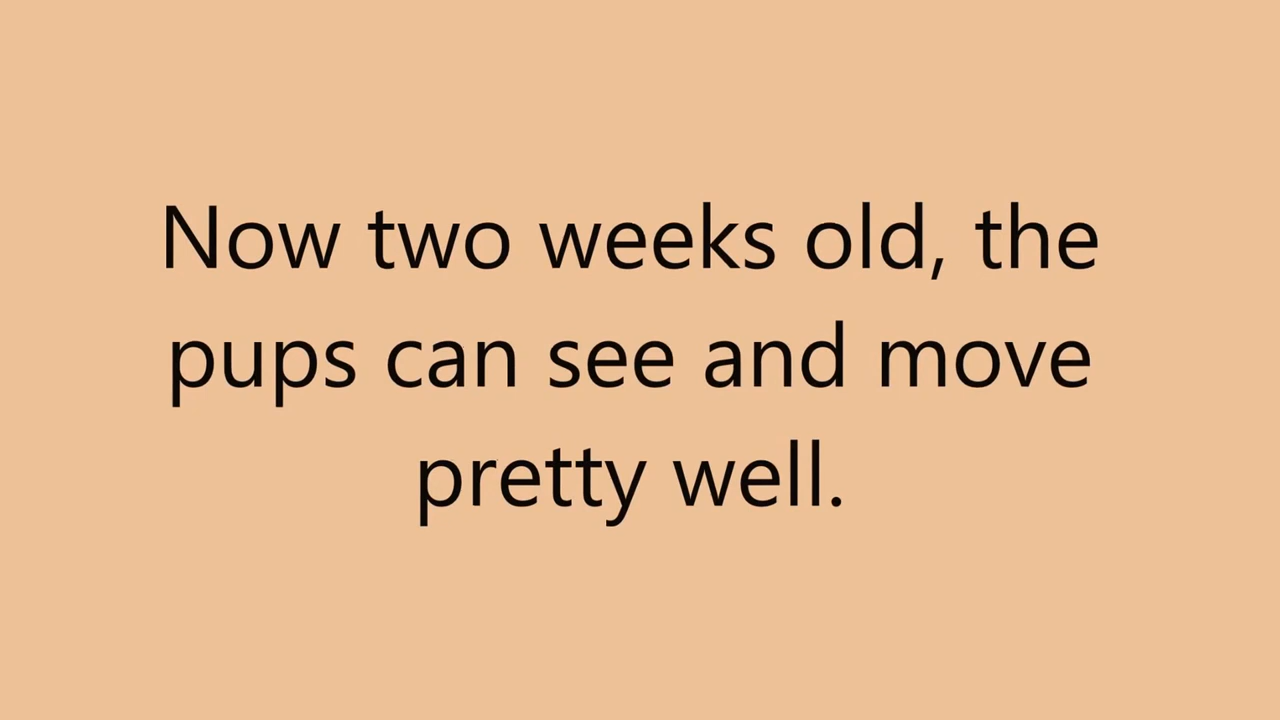 Now two weeks old, the
pups can see and move
pretty well.